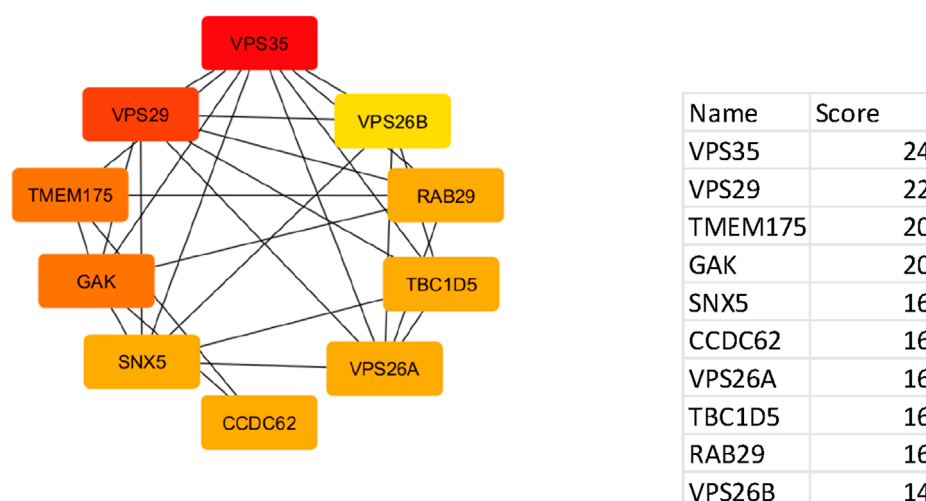 VPS35
VPS29
VPS26B
TMEM175
RAB29
GAK
TBC1D5
SNX5
VPS26A
CCDC62
Name Score
VPS35 24
VPS29 22
TMEM175 20
GAK 20
SNX5 16
CCDC62 16
VPS26A 16
TBC1D5 16
RAB29 16
VPS26B 14